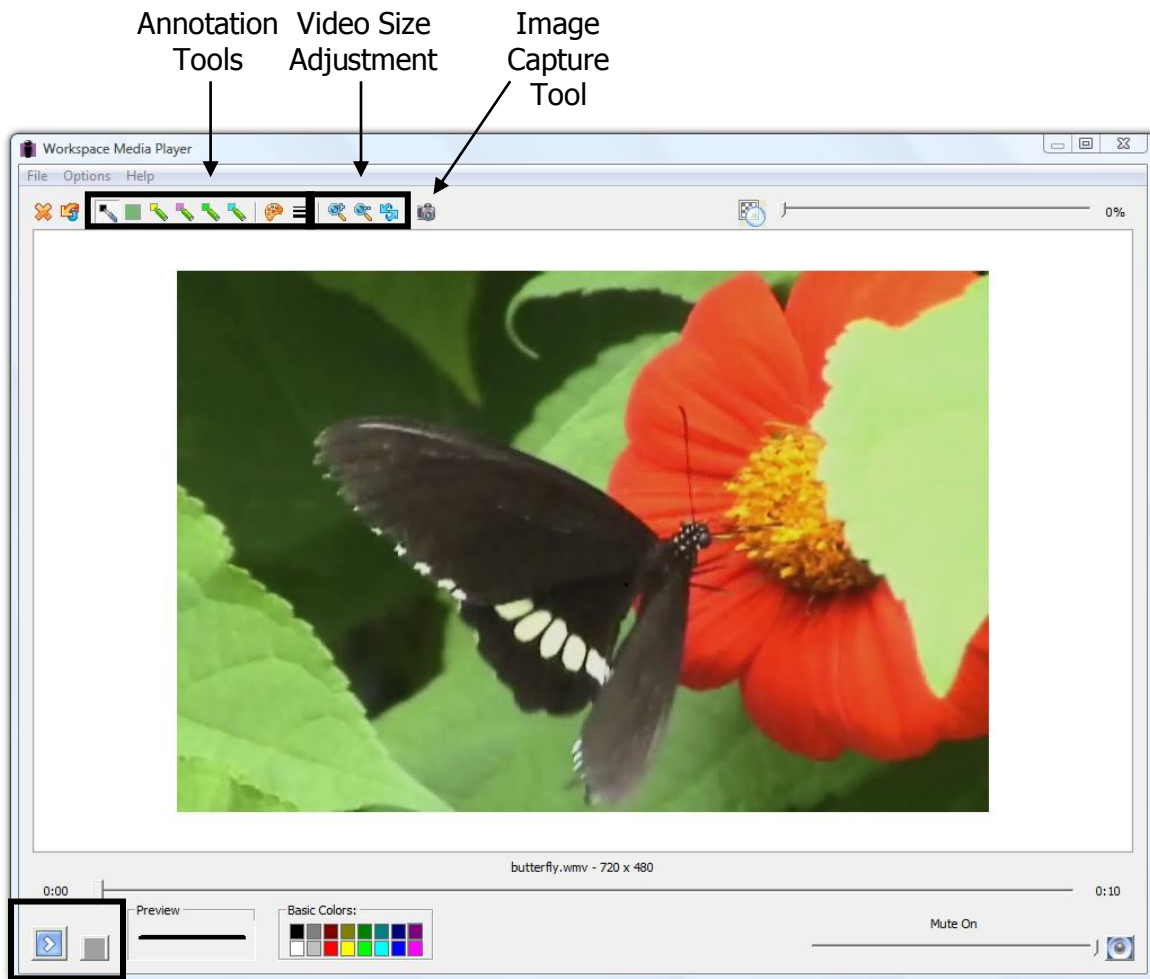 Annotation Video Size Image
Tools Adjustment Capture
Tool
Workspace Media Player
File Options Help
0%
butterfly.wmv - 720 x 480
0:00 0:10
Preview Basic Colors:
Mute On